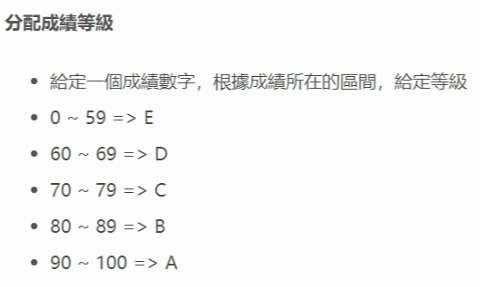 分配成績等級
• 給定一個成績數字，根據成績所在的區間，給定等級
• 0 ~ 59 => E
• 60 ~ 69 => D
• 70 ~ 79 => C
• 80 ~ 89 => B
• 90 ~ 100 => A